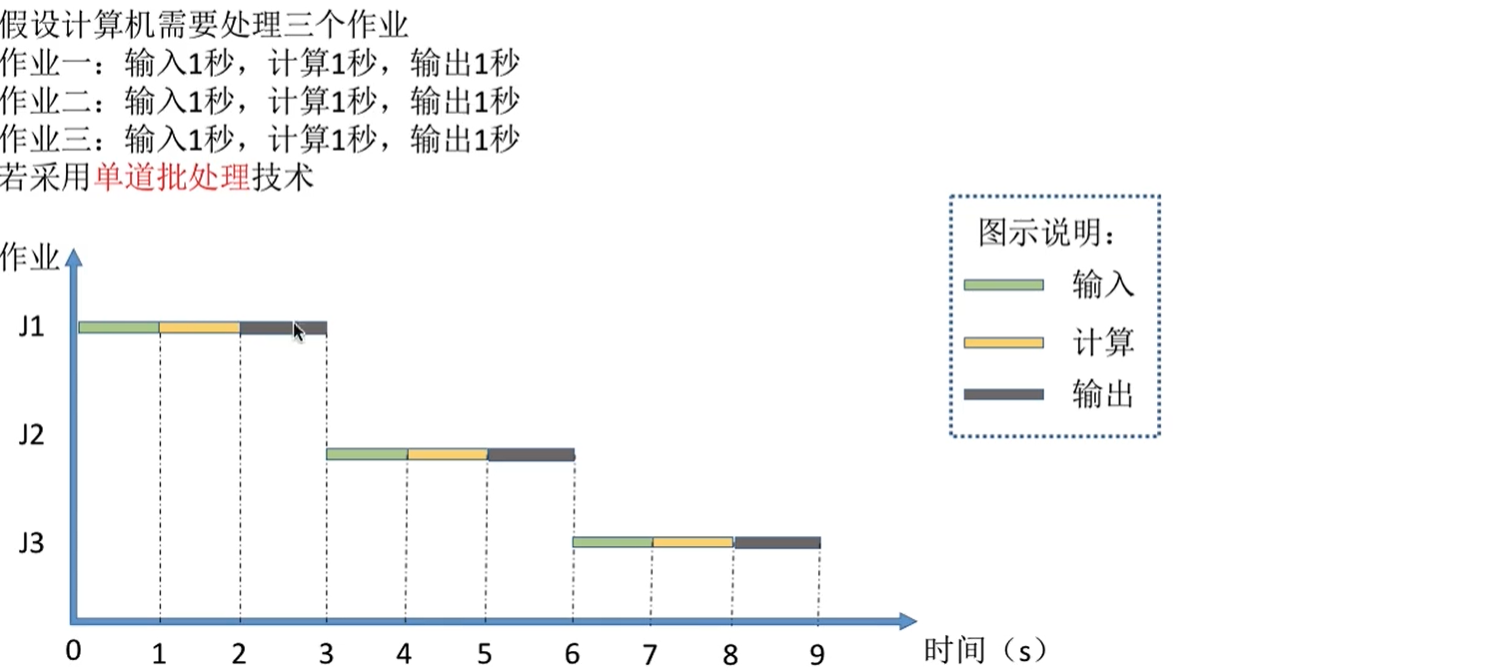 假设计算机需要处理三个作业
作业一：输入1秒，计算1秒，输出1秒
作业二：输入1秒，计算1秒，输出1秒
作业三：输入1秒，计算1秒，输出1秒
若采用单道批处理技术
图示说明：
输入
计算
输出
作业
J1
J2
J3
0 1 2 3 4 5 6 7 8 9 时间（s）